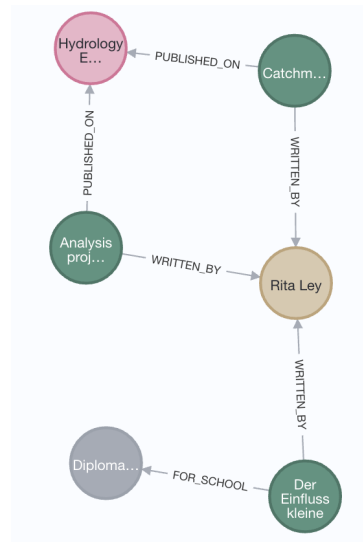 Hydrology
E...
PUBLISHED_ON
Catchm...
PUBLISHED_ON
WRITTEN_BY
Analysis
proj...
WRITTEN_BY
Rita Ley
WRITTEN_BY
Diploma...
FOR_SCHOOL
Der
Einfluss
kleine